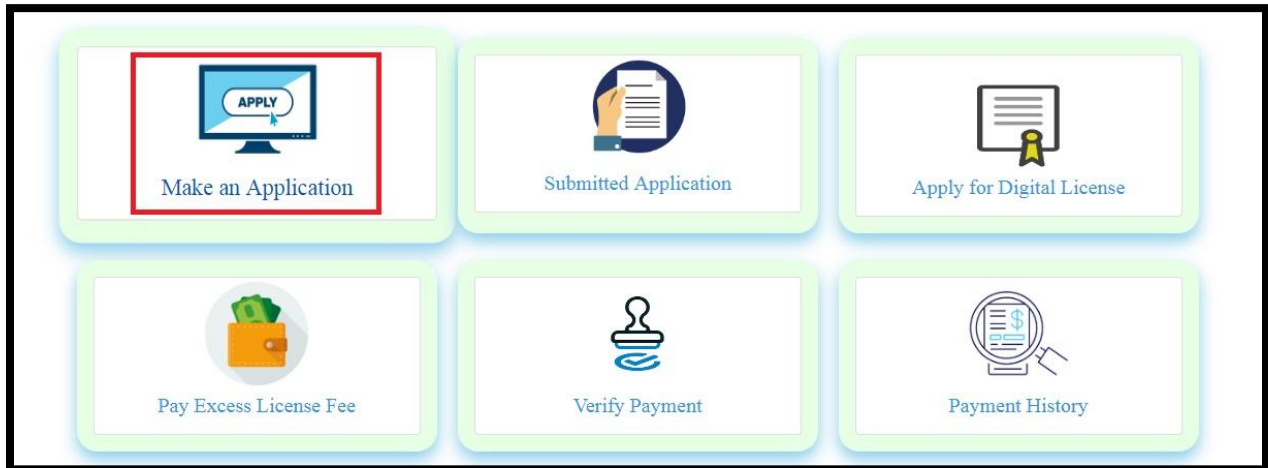 APPLY
Make an Application
Submitted Application
Apply for Digital License
$
Pay Excess License Fee
Verify Payment
Payment History